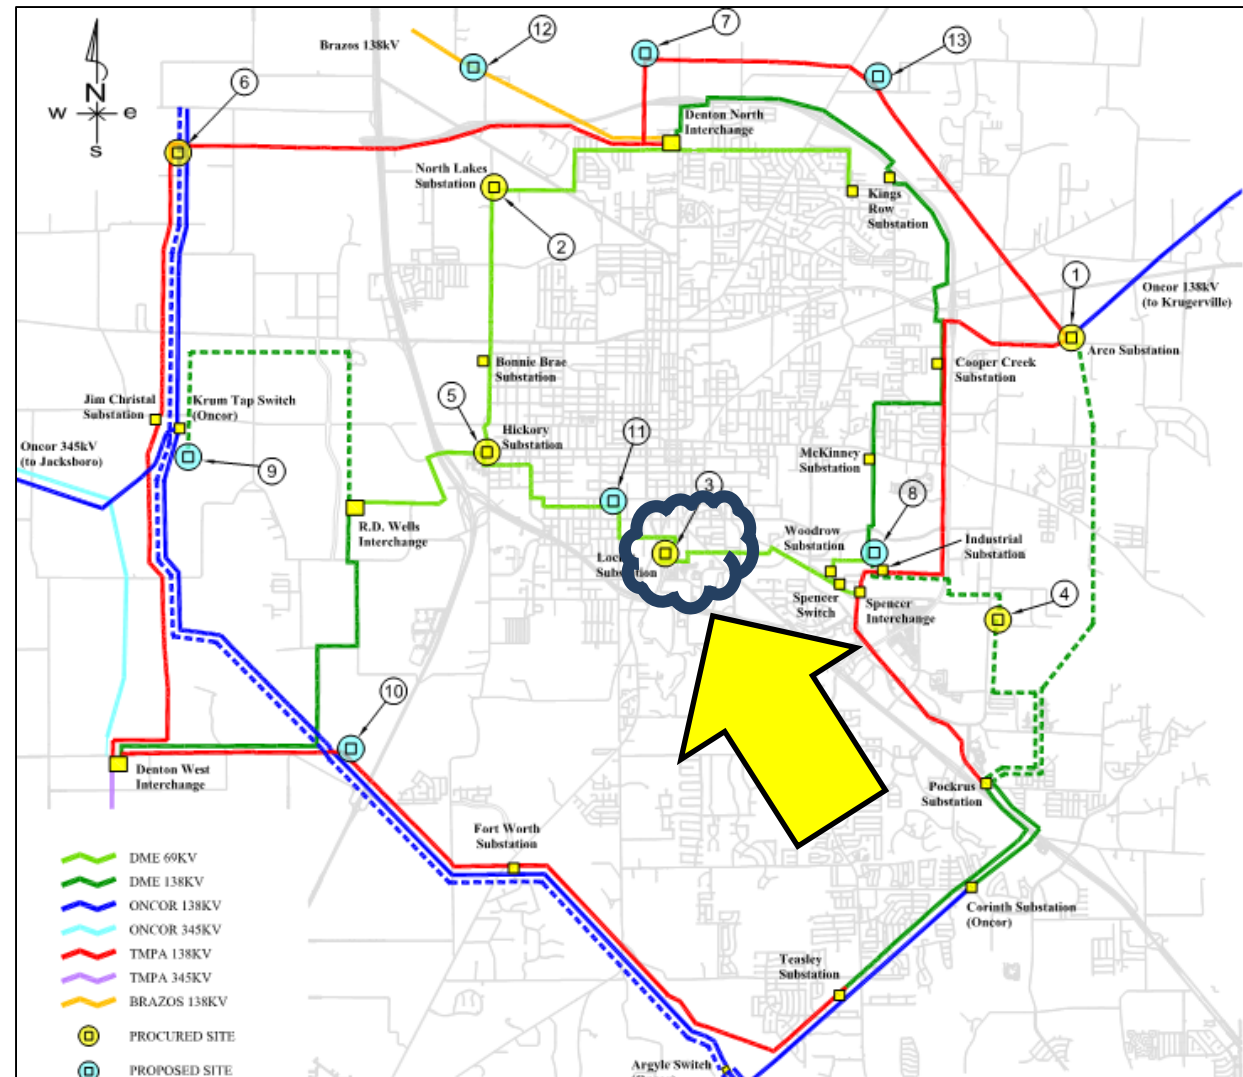 12
7
13
Brazos 138kV
6
N
w
e
s
Denton North
Interchange
North Lakes
Substation
Kings
Row
Substation
2
1
Oncor 138kV
(to Krugerville)
Arco Substation
Bonnie Brae
Substation
Cooper Creek
Substation
5
Jim Christal
Substation
Krum Tap Switch
(Oncor)
Hickory
Substation
11
Oncor 345kV
(to Jacksboro)
9
McKinney
Substation
3
8
R.D. Wells
Interchange
Woodrow
Substation
Industrial
Substation
Spencer
Switch
Spencer
Interchange
4
10
Denton West
Interchange
Pockrus
Substation
Fort Worth
Substation
DME 69KV
DME 138KV
ONCOR 138KV
ONCOR 345KV
TMPA 138KV
TMPA 345KV
BRAZOS 138KV
PROCURED SITE
PROPOSED SITE
Corinth Substation
(Oncor)
Teasley
Substation
Argyle Switch